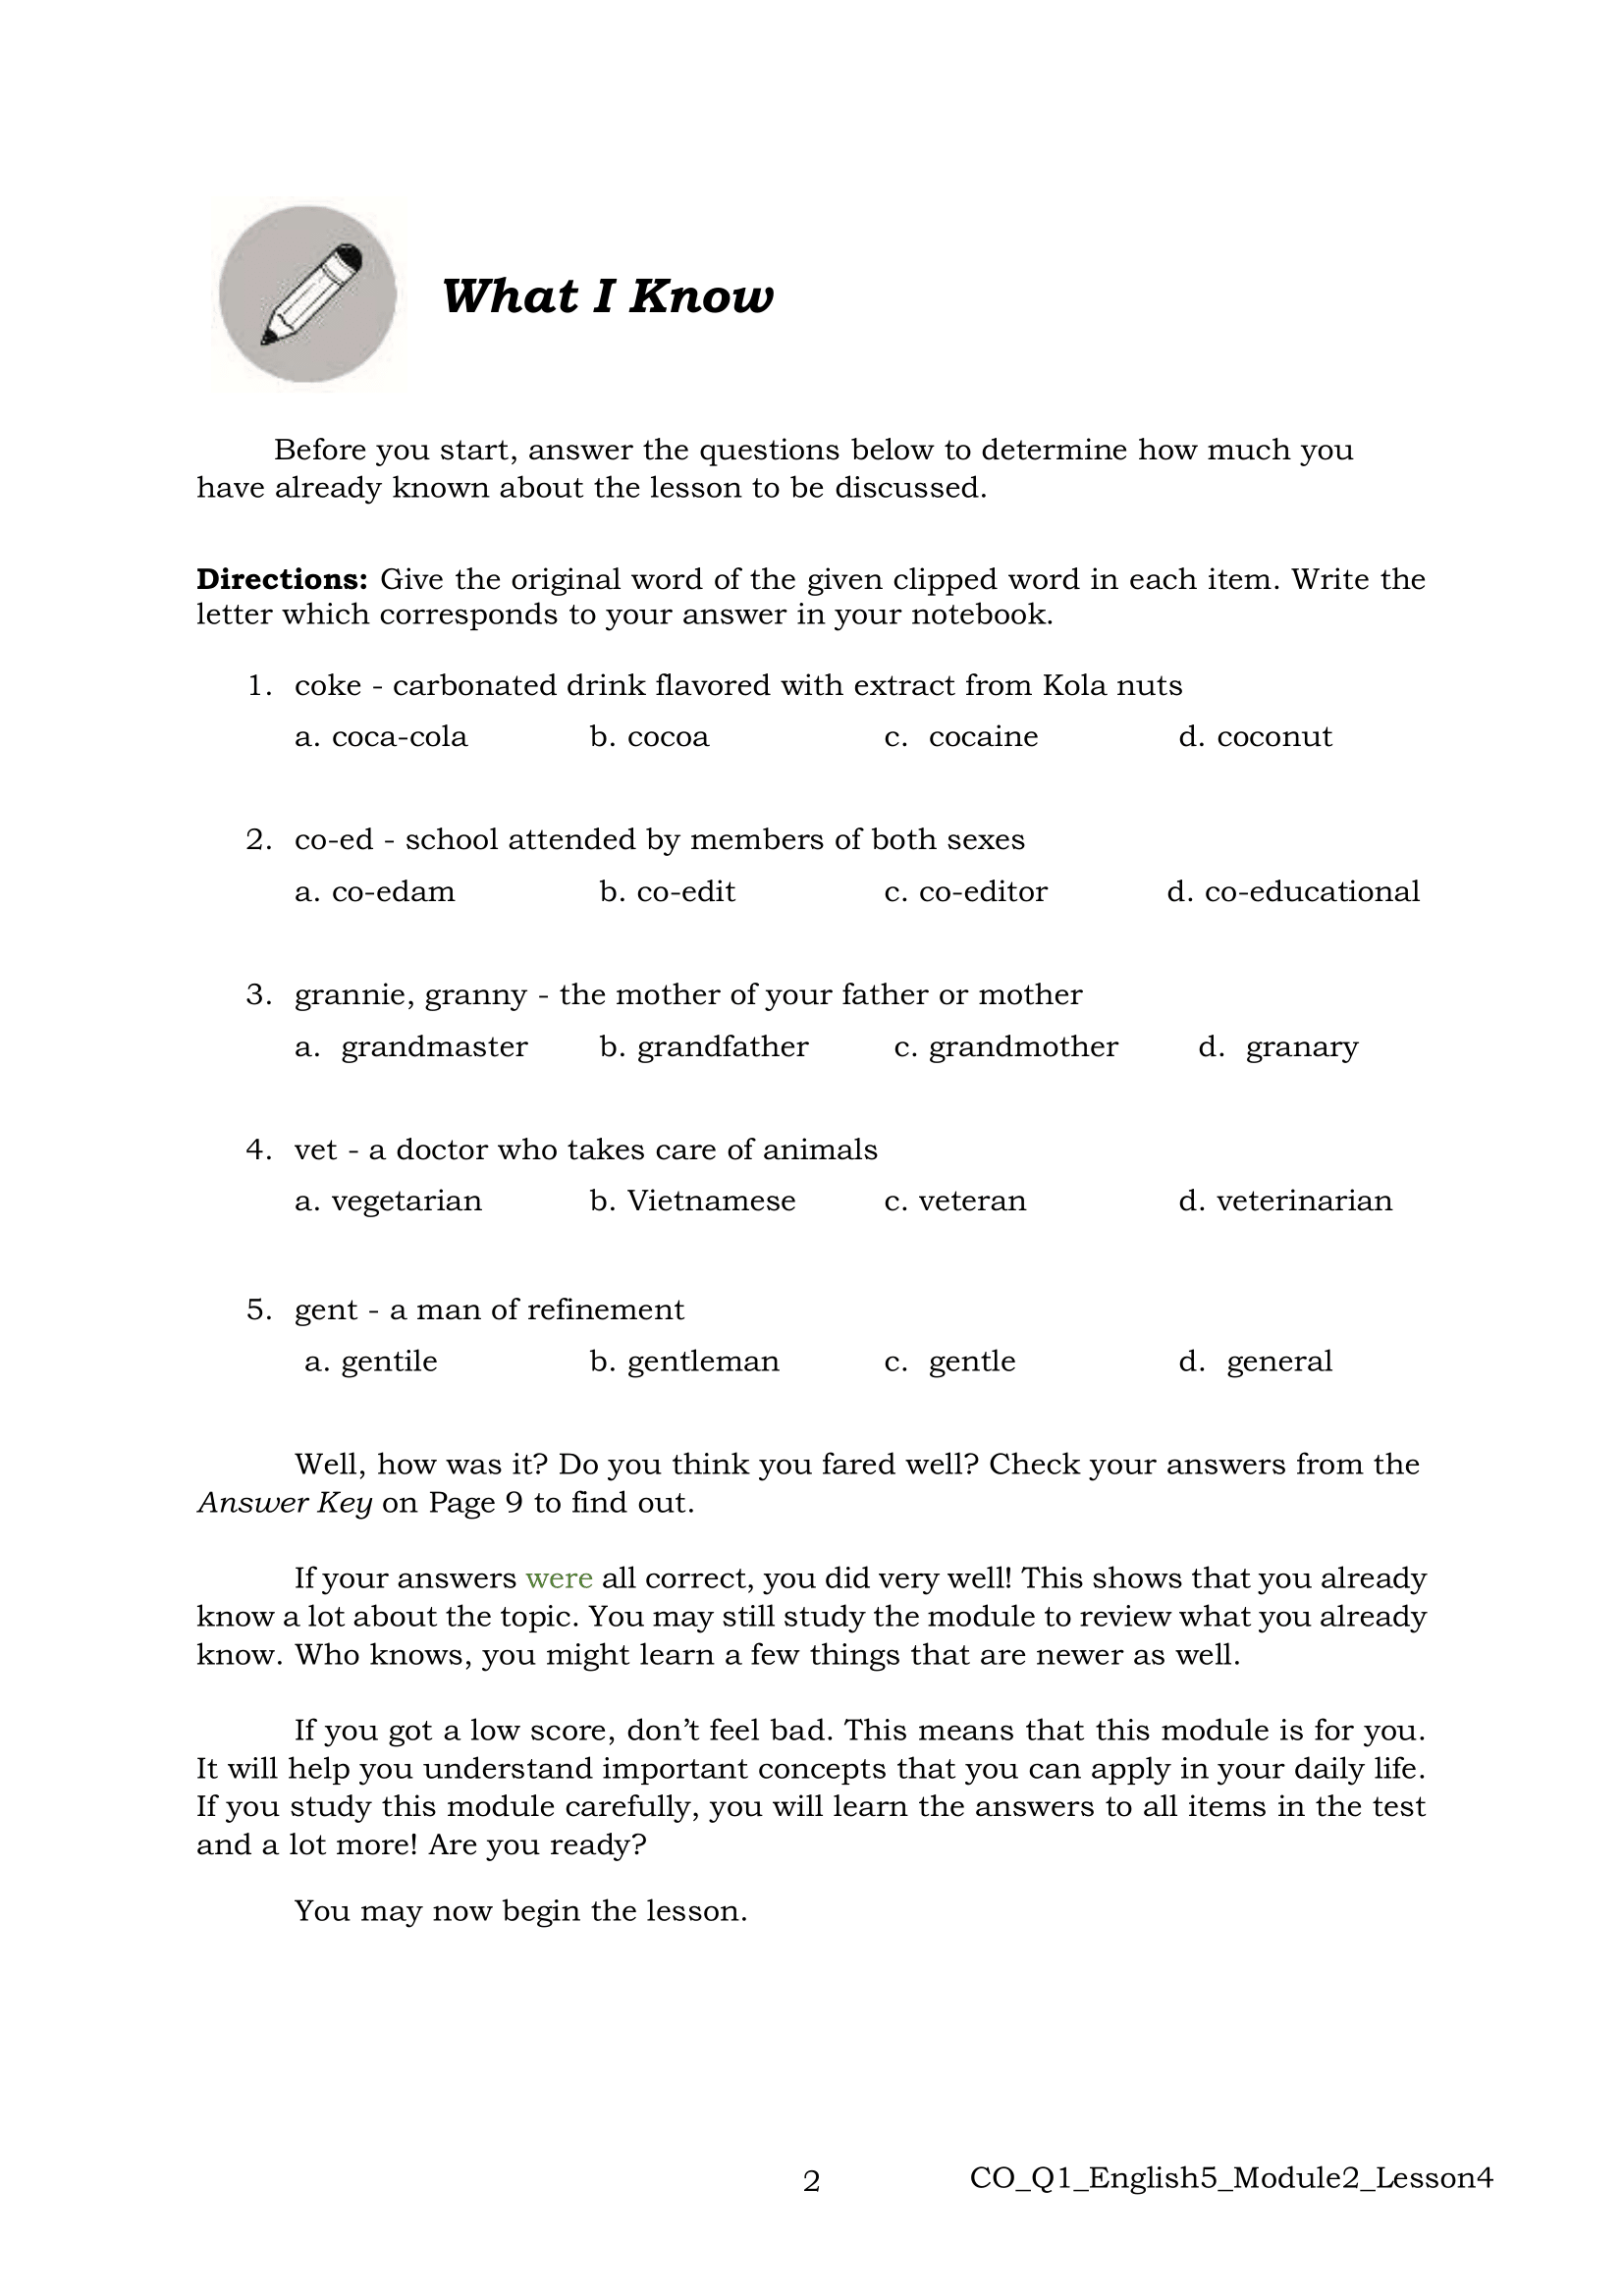 What I Know
Before you start, answer the questions below to determine how much you
have already known about the lesson to be discussed.
Directions: Give the original word of the given clipped word in each item. Write the
letter which corresponds to your answer in your notebook.
1. coke - carbonated drink flavored with extract from Kola nuts
a. coca-cola b. cocoa c. cocaine d. coconut
2. co-ed - school attended by members of both sexes
a. co-edam b. co-edit c. co-editor d. co-educational
3. grannie, granny - the mother of your father or mother
a. grandmaster b. grandfather c. grandmother d. granary
4. vet - a doctor who takes care of animals
a. vegetarian b. Vietnamese c. veteran d. veterinarian
5. gent - a man of refinement
a. gentile b. gentleman c. gentle d. general
Well, how was it? Do you think you fared well? Check your answers from the
Answer Key on Page 9 to find out.
If your answers were all correct, you did very well! This shows that you already
know a lot about the topic. You may still study the module to review what you already
know. Who knows, you might learn a few things that are newer as well.
If you got a low score, don’t feel bad. This means that this module is for you.
It will help you understand important concepts that you can apply in your daily life.
If you study this module carefully, you will learn the answers to all items in the test
and a lot more! Are you ready?
You may now begin the lesson.
2 CO_Q1_English5_Module2_Lesson4